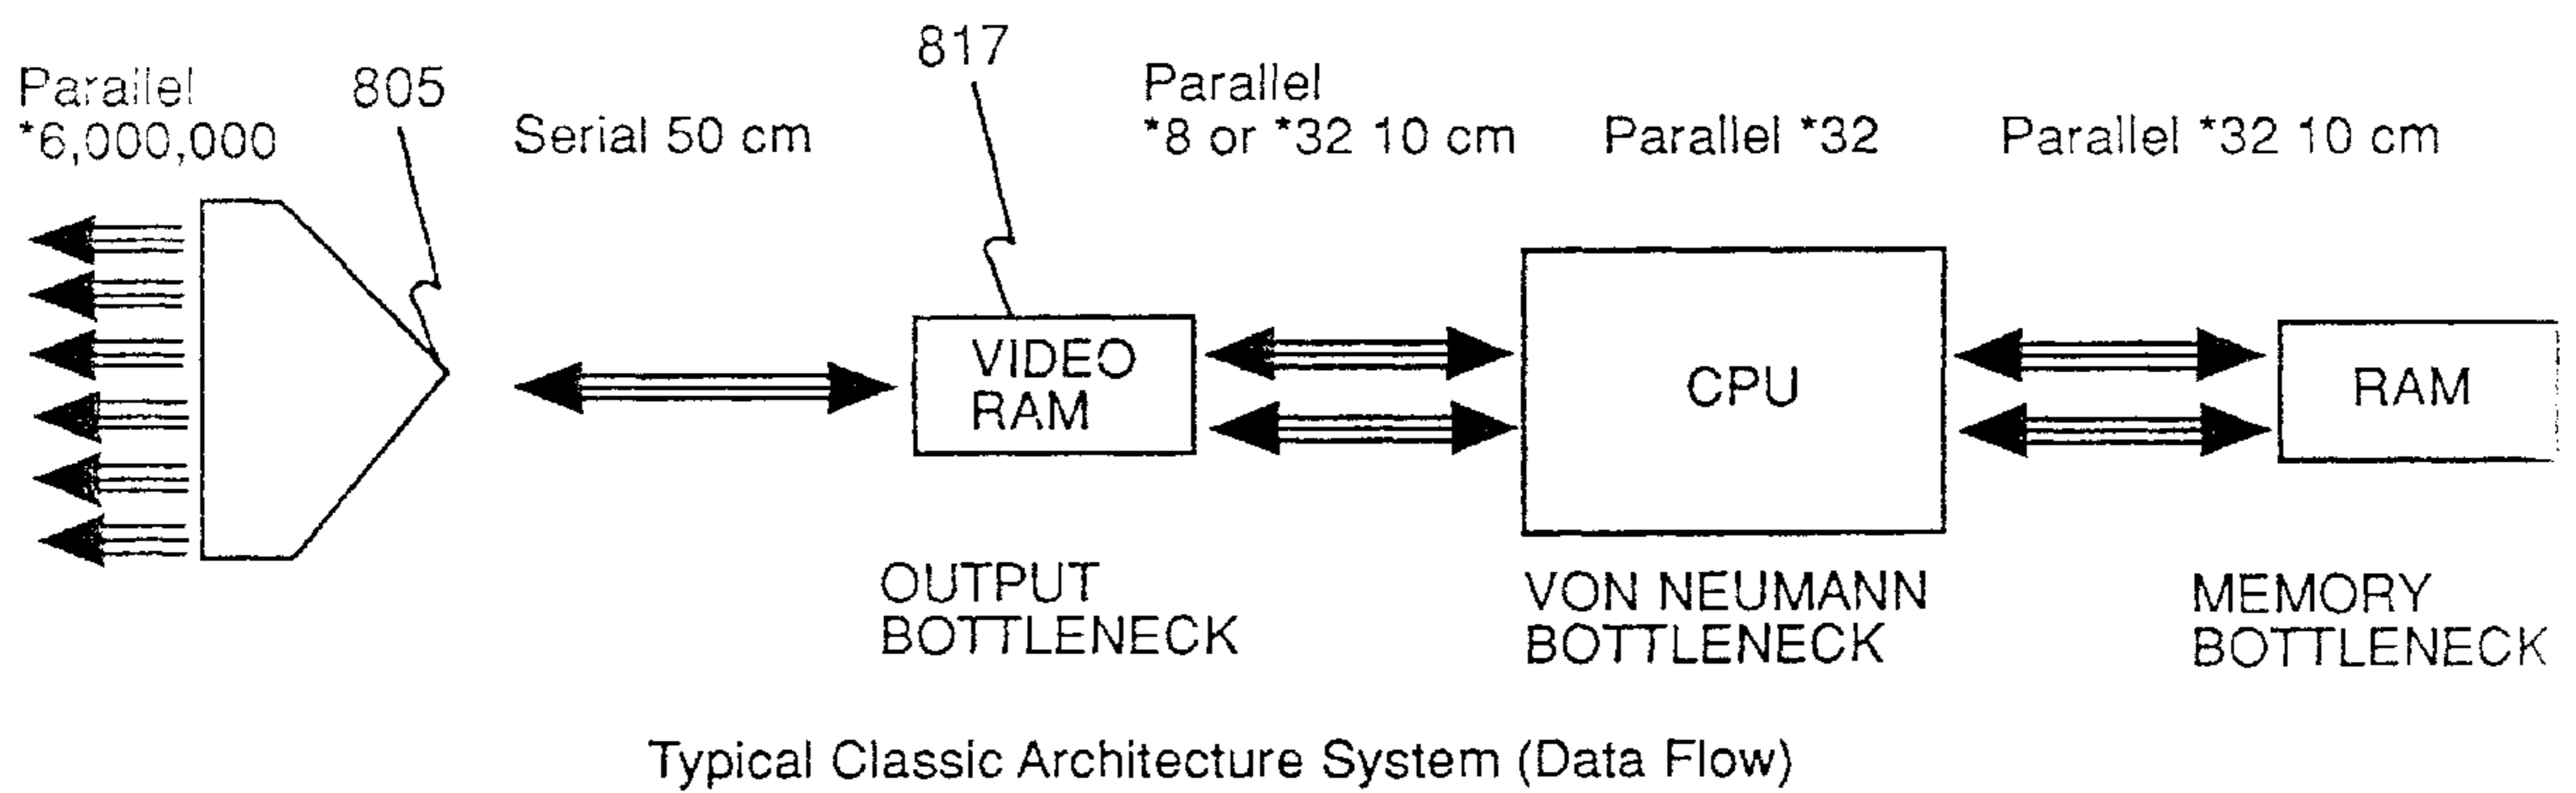 817
Parallel
*6,000,000
805
Serial 50 cm
Parallel
*8 or *32 10 cm
Parallel *32
Parallel *32 10 cm
VIDEO
RAM
CPU
RAM
OUTPUT
BOTTLENECK
VON NEUMANN
BOTTLENECK
MEMORY
BOTTLENECK
Typical Classic Architecture System (Data Flow)